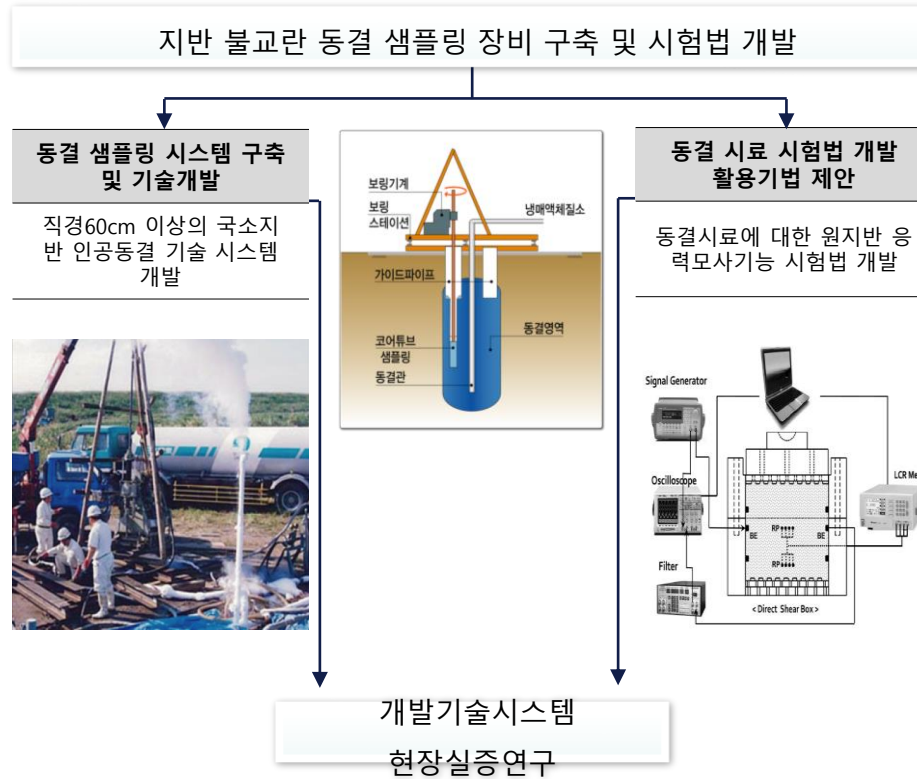 지반 불교란 동결 샘플링 장비 구축 및 시험법 개발
동결 샘플링 시스템 구축
및 기술개발
직경60cm 이상의 국소지
반 인공동결 기술 시스템
개발
보링기계
보링
스테이션
냉매액체질소
가이드파이프
코어튜브
샘플링
동결영역
동결관
동결 시료 시험법 개발
활용기법 제안
동결시료에 대한 원지반 응
력모사기능 시험법 개발
Signal Generator
Oscilloscope
LCR Me
RP
BE
BE
RP
Filter
< Direct Shear Box >
개발기술시스템
현장실증연구